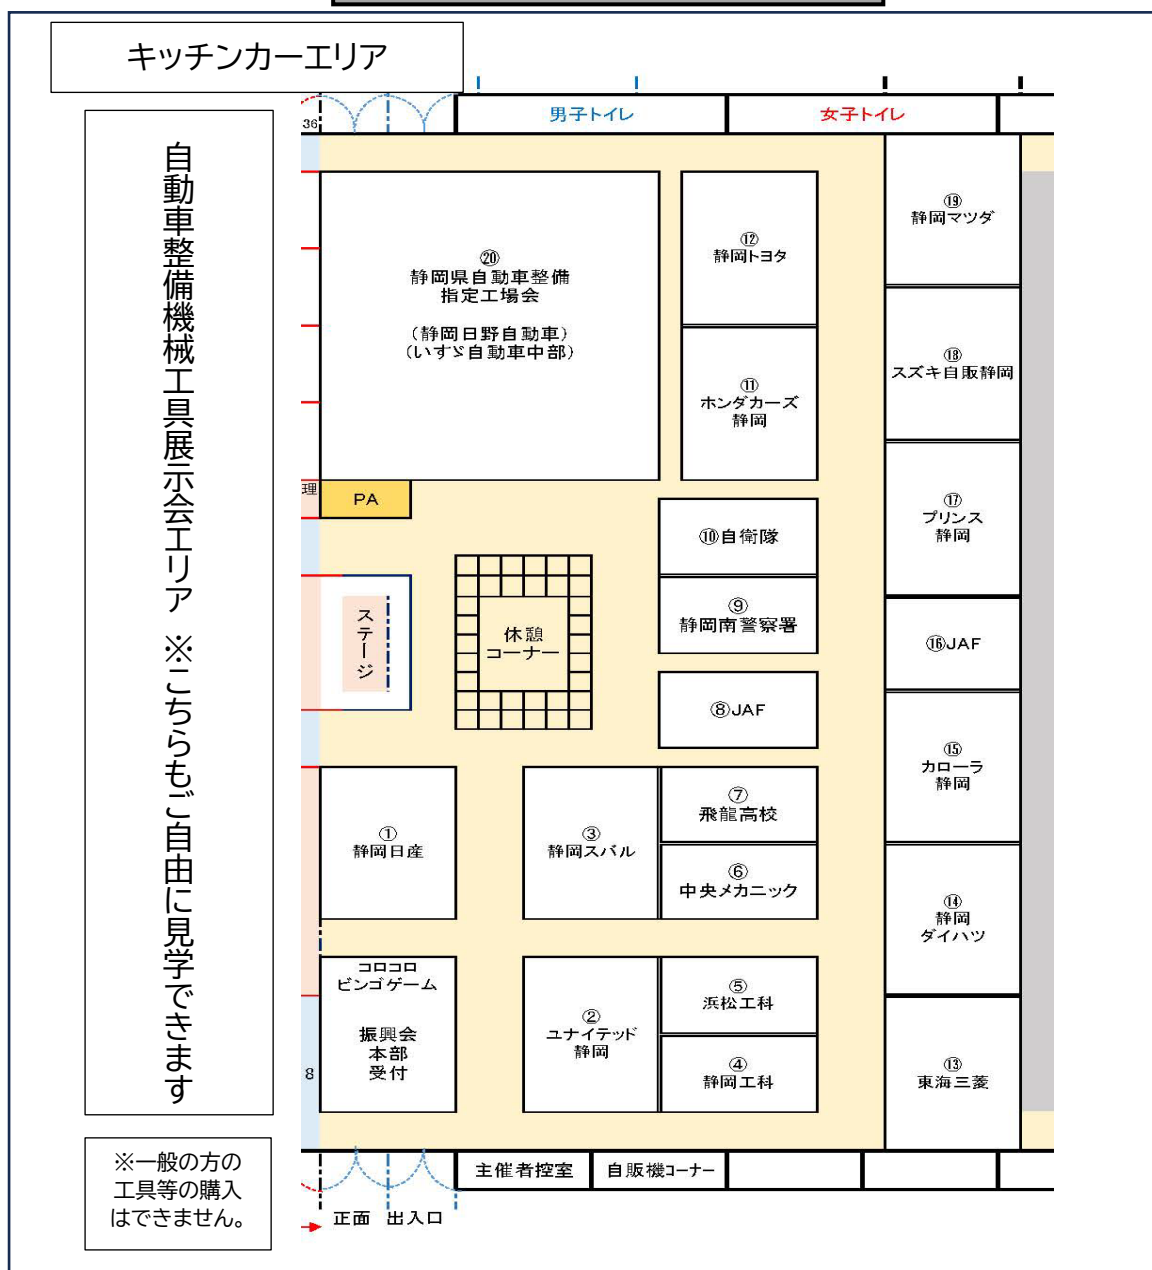 キッチンカーエリア
自動車整備機械工具展示会エリア ※こちらもご自由に見学できます
※一般の方の
工具等の購入
はできません。
36
男子トイレ
女子トイレ
⑳
静岡県自動車整備
指定工場会
(静岡日野自動車)
(いすゞ自動車中部)
⑫
静岡トヨタ
⑪
ホンダカーズ
静岡
⑲
静岡マツダ
⑱
スズキ自販静岡
⑰
プリンス
静岡
理
PA
⑩自衛隊
⑨
静岡南警察署
ステージ
休憩
コーナー
⑯JAF
⑧JAF
⑮
カローラ
静岡
①
静岡日産
③
静岡スバル
⑦
飛龍高校
⑥
中央メカニック
⑭
静岡
ダイハツ
コロコロ
ビンゴゲーム
振興会
本部
受付
8
②
ユナイテッド
静岡
⑤
浜松工科
④
静岡工科
⑬
東海三菱
主催者控室
自販機コーナー
正面 出入口